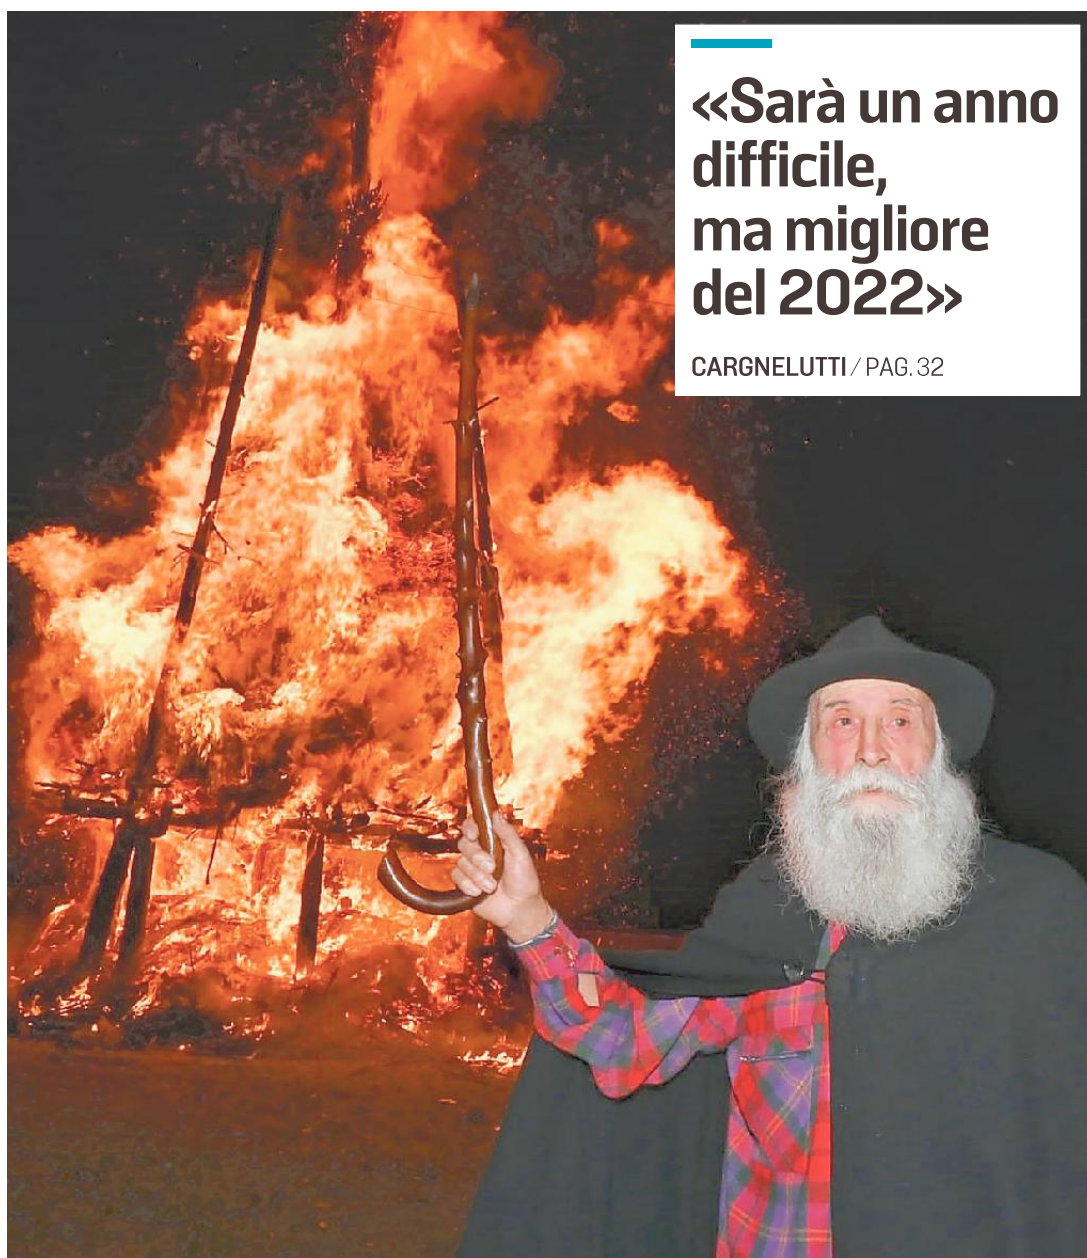 «Sarà un anno
difficile,
ma migliore
del 2022»
CARGNELUTTI / PAG. 32